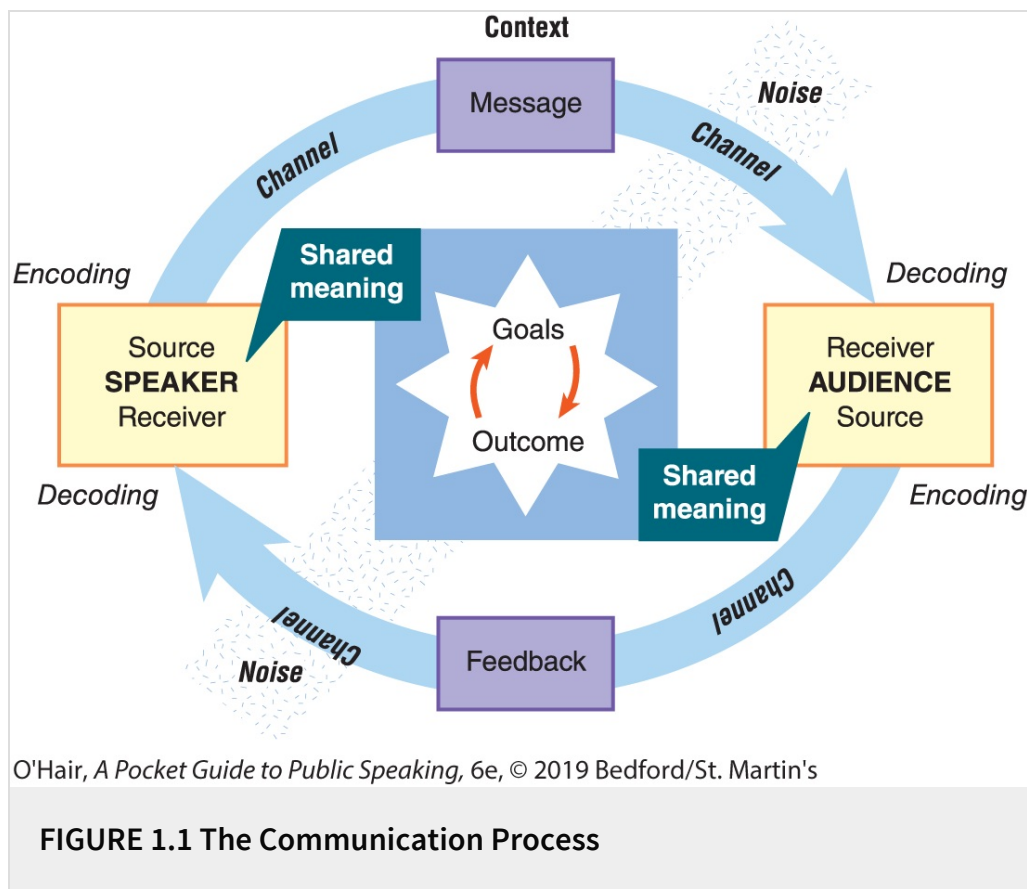 Context
Message
Noise
Channel
Channel
Shared
meaning
Encoding
Decoding
Source
SPEAKER
Receiver
Goals
Outcome
Receiver
AUDIENCE
Source
Shared
meaning
Decoding
Encoding
Channel
Channel
Feedback
Noise
O'Hair, A Pocket Guide to Public Speaking, 6e, © 2019 Bedford/St. Martin's
FIGURE 1.1 The Communication Process